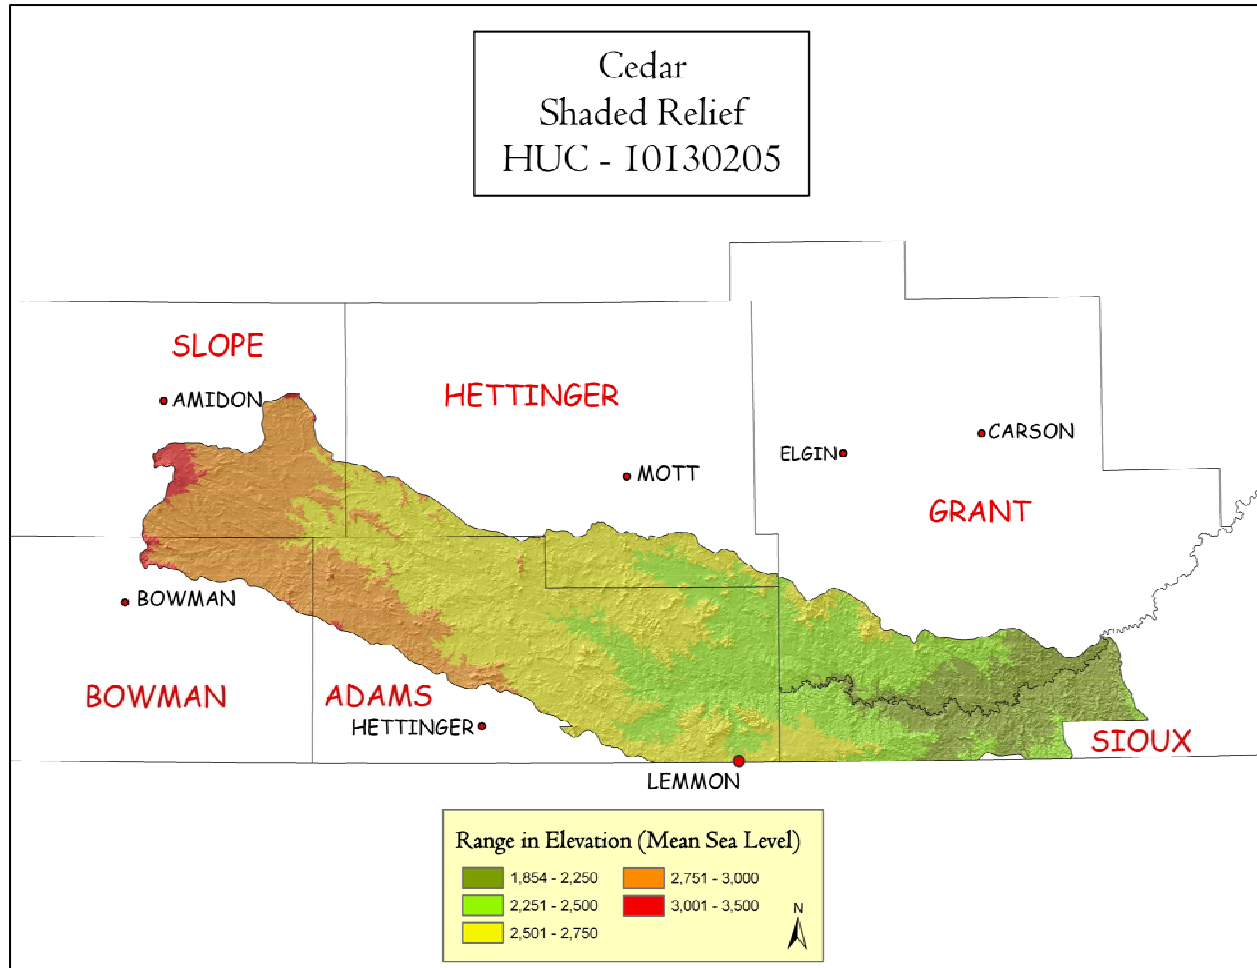 Cedar
Shaded Relief
HUC - 10130205
SLOPE
AMIDON
HETTINGER
CARSON
ELGIN
MOTT
GRANT
BOWMAN
BOWMAN
ADAMS
HETTINGER
SIOUX
LEMMON
Range in Elevation (Mean Sea Level)
1,854 - 2,250
2,251 - 2,500
2,501 - 2,750
2,751 - 3,000
3,001 - 3,500
N